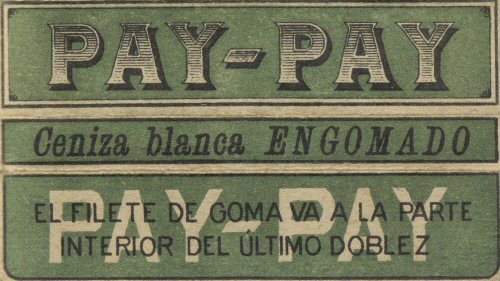 PAY-PAY
Ceniza blanca ENGOMADO
PAY-PAY
EL FILETE DE GOMA VA A LA PARTE
INTERIOR DEL ÚLTIMO DOBLEZ